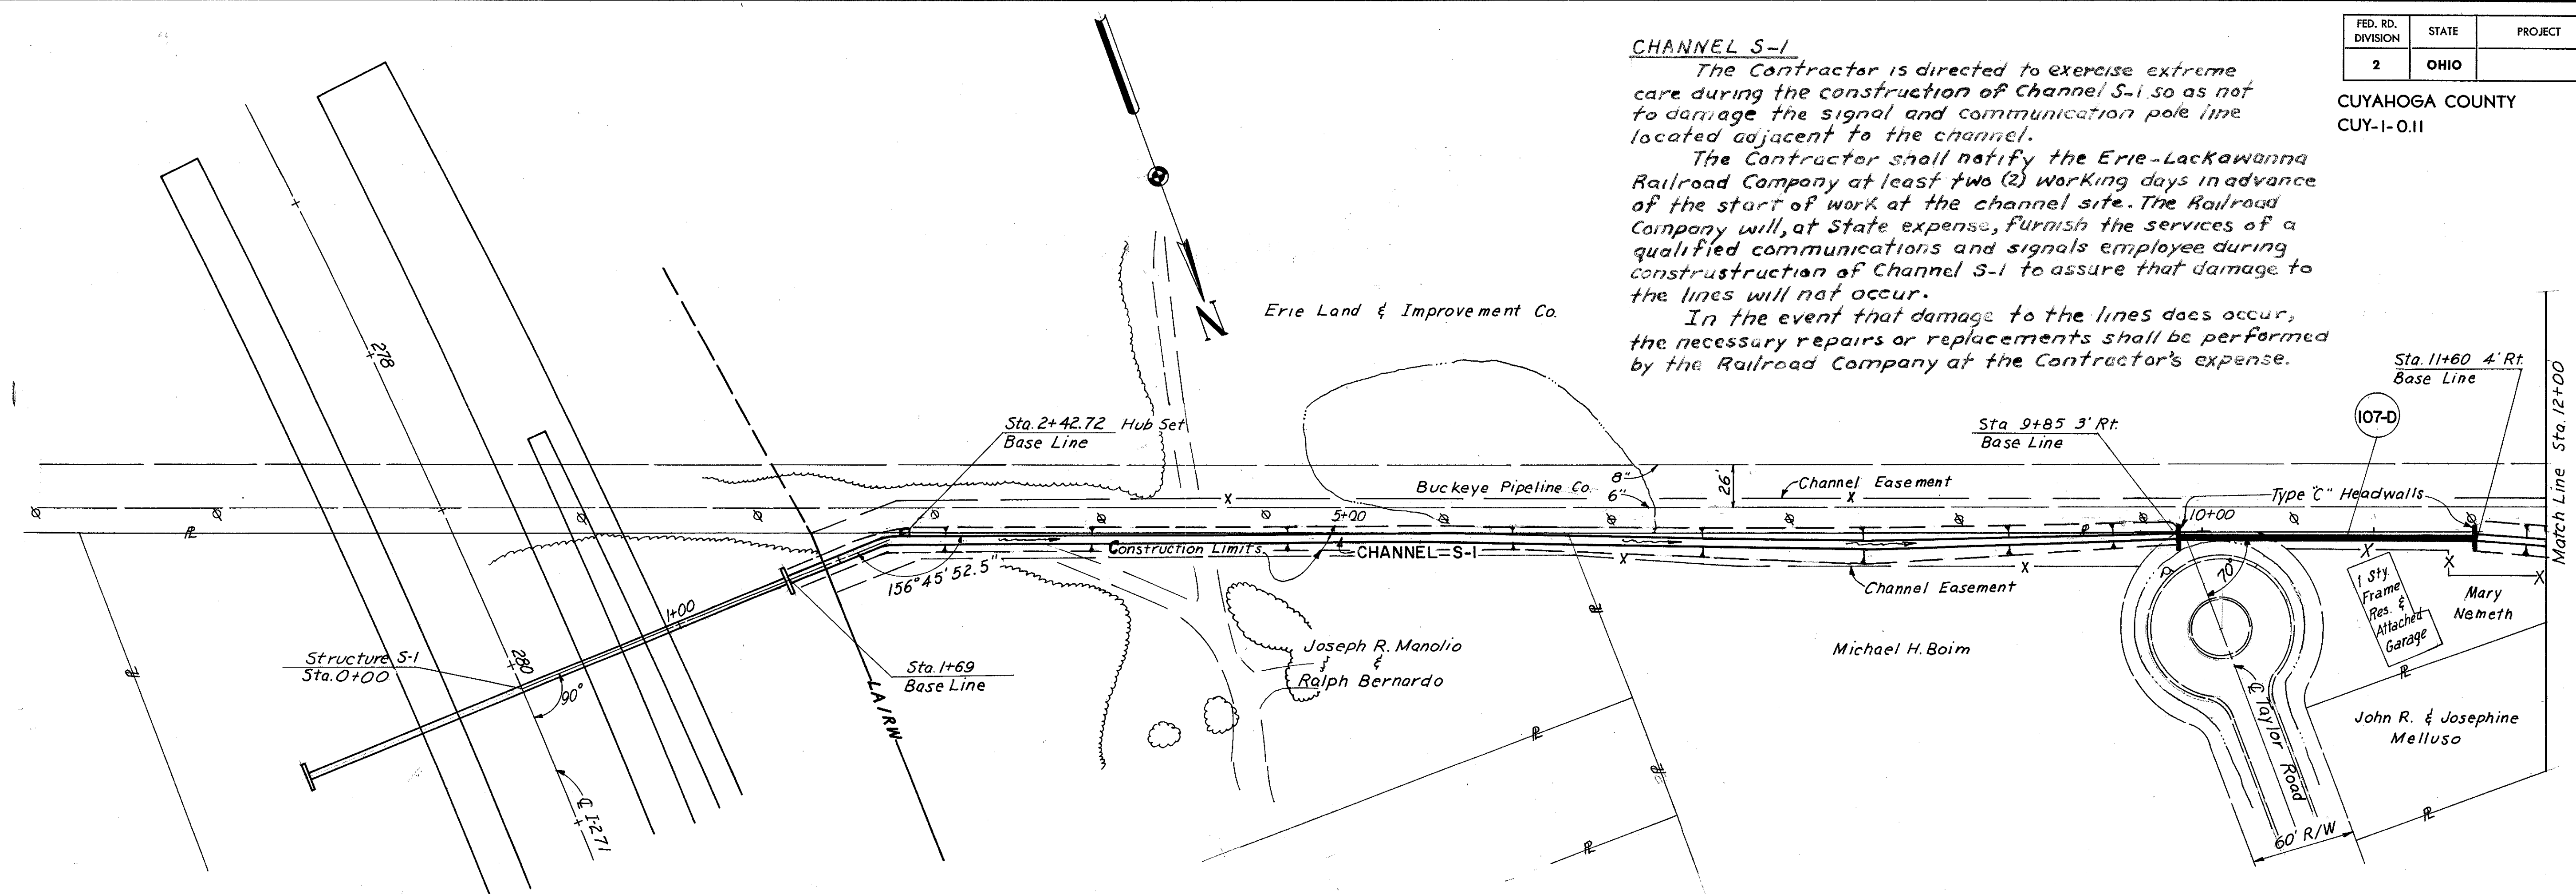 FED. RD. DIVISION STATE PROJECT
2 OHIO
CUYAHOGA COUNTY
CUY-1-0.11
CHANNEL S-1
The Contractor is directed to exercise extreme
care during the construction of Channel S-1 so as not
to damage the signal and communication pole line
located adjacent to the channel.
The Contractor shall notify the Erie-Lackawanna
Railroad Company at least two (2) working days in advance
of the start of work at the channel site. The Railroad
Company will, at State expense, furnish the services of a
qualified communications and signals employee during
construstruction of Channel S-1 to assure that damage to
the lines will not occur.
In the event that damage to the lines does occur,
the necessary repairs or replacements shall be performed
by the Railroad Company at the Contractor's expense.
N
Erie Land & Improvement Co.
278
Sta. 2+42.72 Hub Set
Base Line
Sta 9+85 3' Rt.
Base Line
107-D
Sta. 11+60 4' Rt.
Base Line
Match Line Sta. 12+00
Buckeye Pipeline Co.
8"
6"
26'
Channel Easement
Type "C" Headwalls
5+00
10+00
Construction Limits
CHANNEL S-1
156°45'52.5"
Channel Easement
70°
1 Sty.
Frame
Res. &
Attached
Garage
Mary
Nemeth
1+00
Structure S-1
Sta. 0+00
280
90°
Sta. 1+69
Base Line
LA/RW
Joseph R. Manolio
&
Ralph Bernardo
Michael H. Boim
℄ Taylor Road
John R. & Josephine
Melluso
℄ I-271
60' R/W